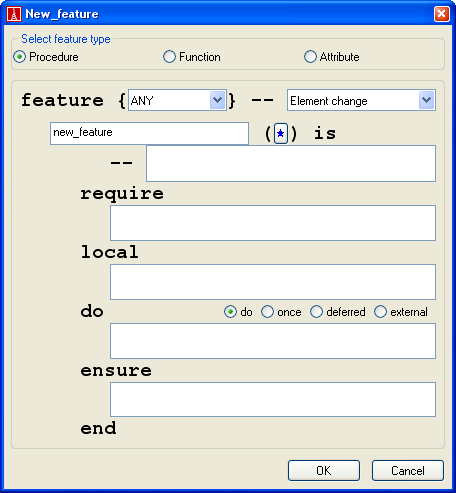 New_feature
Select feature type
Procedure Function Attribute
feature { ANY } -- Element change
new_feature ( ) is
--
require
local
do do once deferred external
ensure
end
OK Cancel